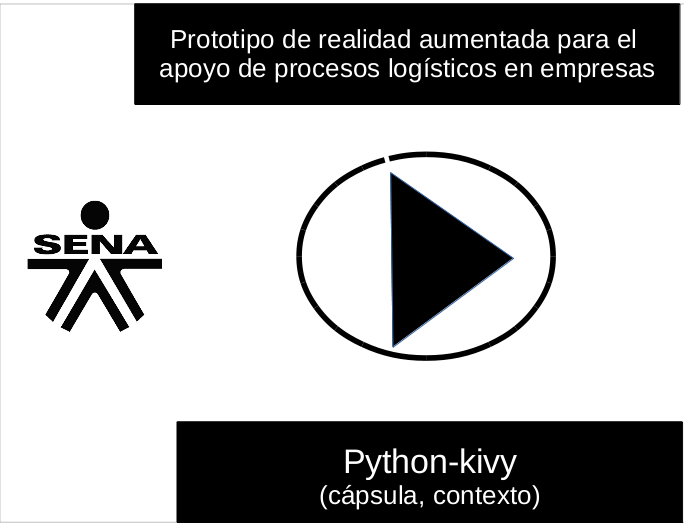 Prototipo de realidad aumentada para el
apoyo de procesos logísticos en empresas
SENA
Python-kivy
(cápsula, contexto)